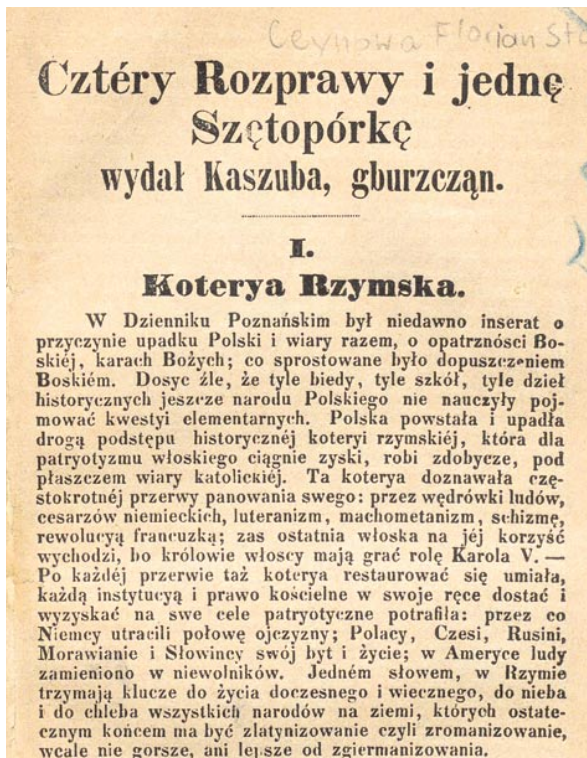 Ceynowa Florian Sta
Cztéry Rozprawy i jednę
Szętopórkę
wydał Kaszuba, gburzcząn.
I.
Koterya Rzymska.
W Dzienniku Poznańskim był niedawno inserat o
przyczynie upadku Polski i wiary razem, o opatrzności Bo-
skiéj, karach Bożych; co sprostowane było dopuszczeniem
Boskiém. Dosyc źle, że tyle biedy, tyle szkół, tyle dzieł
historycznych jeszcze narodu Polskiego nie nauczyły poj-
mować kwestyi elementarnych. Polska powstała i upadła
drogą podstępu historycznéj koteryi rzymskiéj, która dla
patryotyzmu włoskiego ciągnie zyski, robi zdobycze, pod
płaszczem wiary katolickiéj. Ta koterya doznawała czę-
stokrotnéj przerwy panowania swego: przez wędrówki ludów,
cesarzów niemieckich, luteranizm, machometanizm, schizmę,
rewolucyą francuzką; zas ostatnia włoska na jéj korzyść
wychodzi, bo królowie włoscy mają grać rolę Karola V. —
Po każdéj przerwie taż koterya restaurować się umiała,
każdą instytucyą i prawo kościelne w swoje ręce dostać i
wyzyskać na swe cele patryotyczne potrafiła: przez co
Niemcy utracili połowę ojczyzny; Polacy, Czesi, Rusini,
Morawianie i Słowincy swój byt i życie; w Ameryce ludy
zamieniono w niewolników. Jedném słowem, w Rzymie
trzymają klucze do życia doczesnego i wiecznego, do nieba
i do chleba wszystkich narodów na ziemi, których ostate-
cznym końcem ma być zlatynizowanie czyli zromanizowanie,
wcale nie gorsze, ani lepsze od zgiermanizowania.